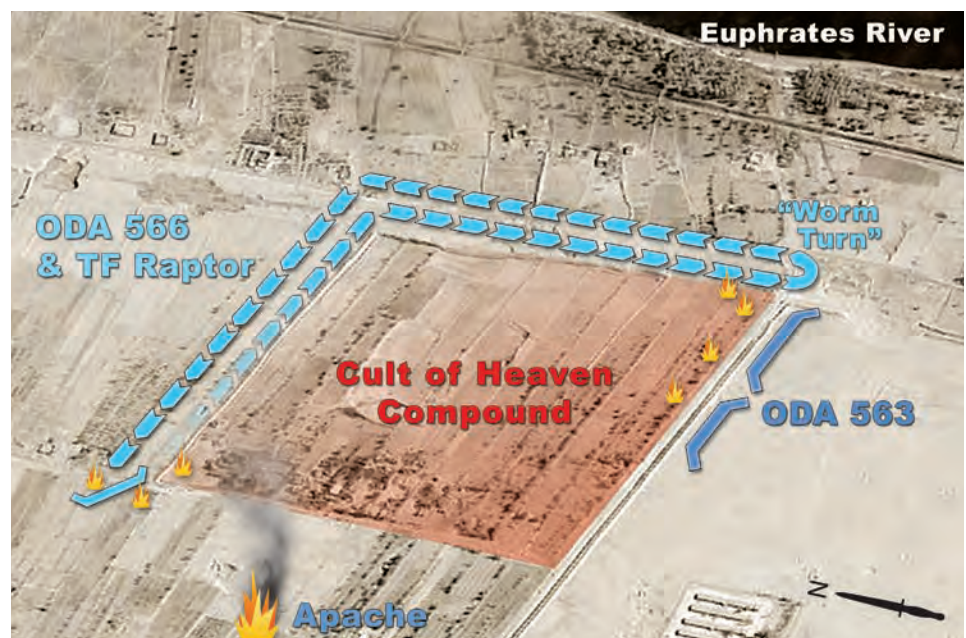 Euphrates River
ODA 566
& TF Raptor
“Worm
Turn”
Cult of Heaven
Compound
ODA 563
Apache
N